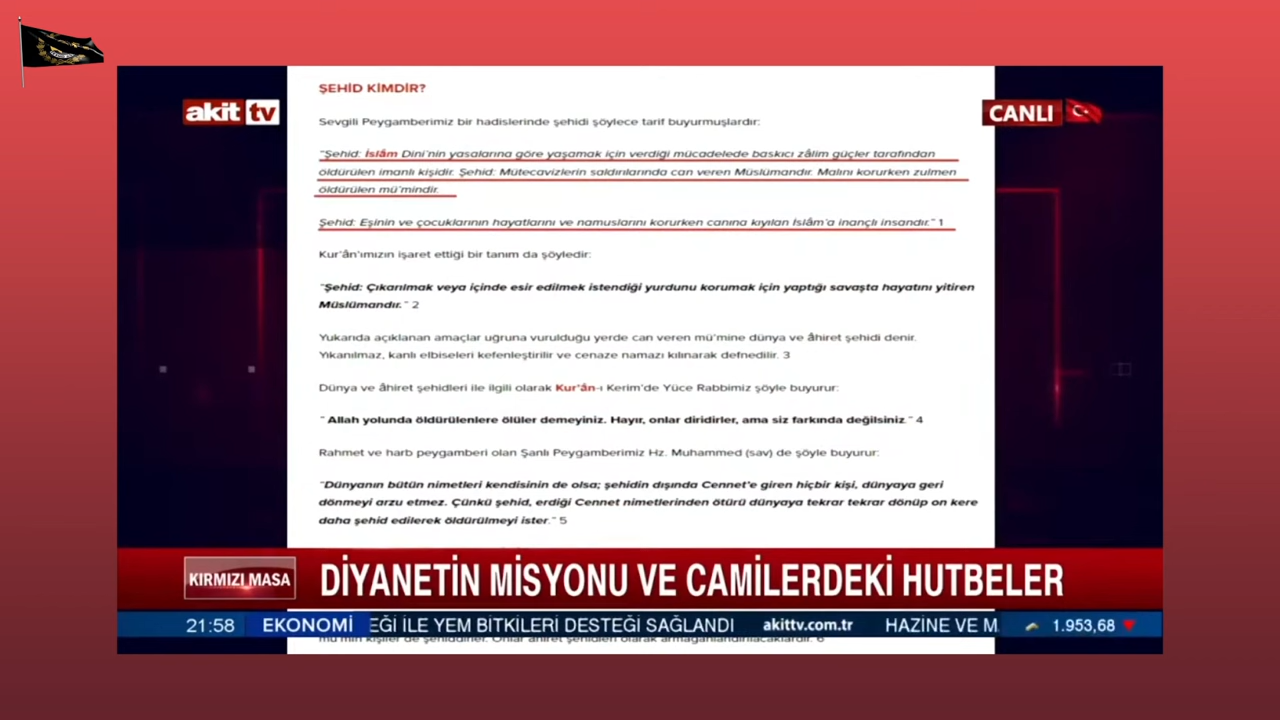 ŞEHİD KİMDİR?
akit tv
CANLI
Sevgili Peygamberimiz bir hadislerinde şehidi şöylece tarif buyurmuşlardır:
"Şehid: İslâm Dini'nin yasalarına göre yaşamak için verdiği mücadelede baskıcı zâlim güçler tarafından
öldürülen imanlı kişidir. Şehid: Mütecavizlerin saldırılarında can veren Müslümandır. Malını korurken zulmen
öldürülen mü'mindir.
Şehid: Eşinin ve çocuklarının hayatlarını ve namuslarını korurken canına kıyılan İslâm'a inançlı insandır." 1
Kur'ân'ımızın işaret ettiği bir tanım da şöyledir:
"Şehid: Çıkarılmak veya içinde esir edilmek istendiği yurdunu korumak için yaptığı savaşta hayatını yitiren
Müslümandır." 2
Yukarıda açıklanan amaçlar uğruna vurulduğu yerde can veren mü'mine dünya ve âhiret şehidi denir.
Yıkanılmaz, kanlı elbiseleri kefenleştirilir ve cenaze namazı kılınarak defnedilir. 3
Dünya ve âhiret şehidleri ile ilgili olarak Kur'ân-ı Kerim'de Yüce Rabbimiz şöyle buyurur:
" Allah yolunda öldürülenlere ölüler demeyiniz. Hayır, onlar diridirler, ama siz farkında değilsiniz." 4
Rahmet ve harb peygamberi olan Şanlı Peygamberimiz Hz. Muhammed (sav) de şöyle buyurur:
"Dünyanın bütün nimetleri kendisinin de olsa; şehidin dışında Cennet'e giren hiçbir kişi, dünyaya geri
dönmeyi arzu etmez. Çünkü şehid, erdiği Cennet nimetlerinden ötürü dünyaya tekrar tekrar dönüp on kere
daha şehid edilerek öldürülmeyi ister." 5
KIRMIZI MASA
DİYANETİN MİSYONU VE CAMİLERDEKİ HUTBELER
21:58 EKONOMİ EĞİ İLE YEM BİTKİLERİ DESTEĞİ SAĞLANDI akittv.com.tr HAZİNE VE M 1.953,68
mü'min kişiler de şehiddirler. Onlar âhiret şehidleri olarak armağanlandırılacaklardır. 6